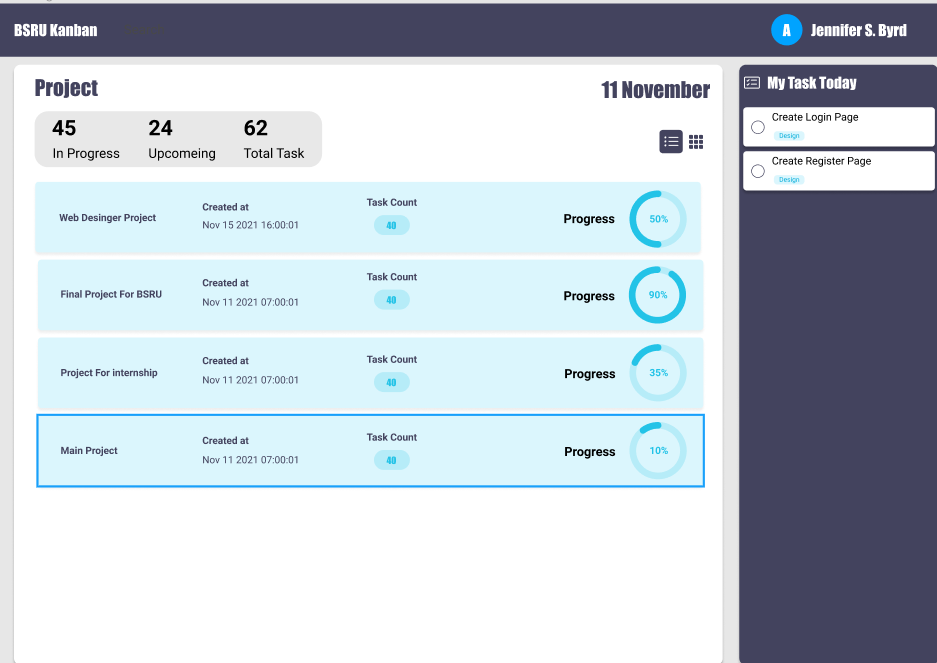 BSRU Kanban
A Jennifer S. Byrd
Project
11 November
45 24 62
In Progress Upcomeing Total Task
Web Desinger Project
Created at
Nov 15 2021 16:00:01
Task Count
40
Progress
50%
Final Project For BSRU
Created at
Nov 11 2021 07:00:01
Task Count
40
Progress
90%
Project For internship
Created at
Nov 11 2021 07:00:01
Task Count
40
Progress
35%
Main Project
Created at
Nov 11 2021 07:00:01
Task Count
40
Progress
10%
My Task Today
Create Login Page
Design
Create Register Page
Design